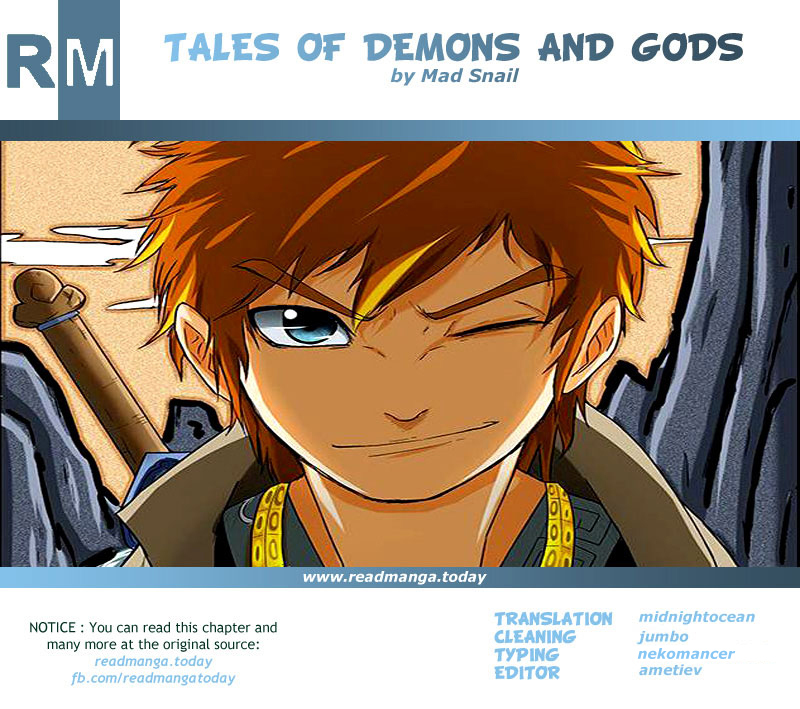 RM
TALES OF DEMONS AND GODS
by Mad Snail
www.readmanga.today
NOTICE : You can read this chapter and
many more at the original source:
readmanga.today
fb.com/readmangatoday
TRANSLATION midnightocean
CLEANING jumbo
TYPING nekomancer
EDITOR ametiev